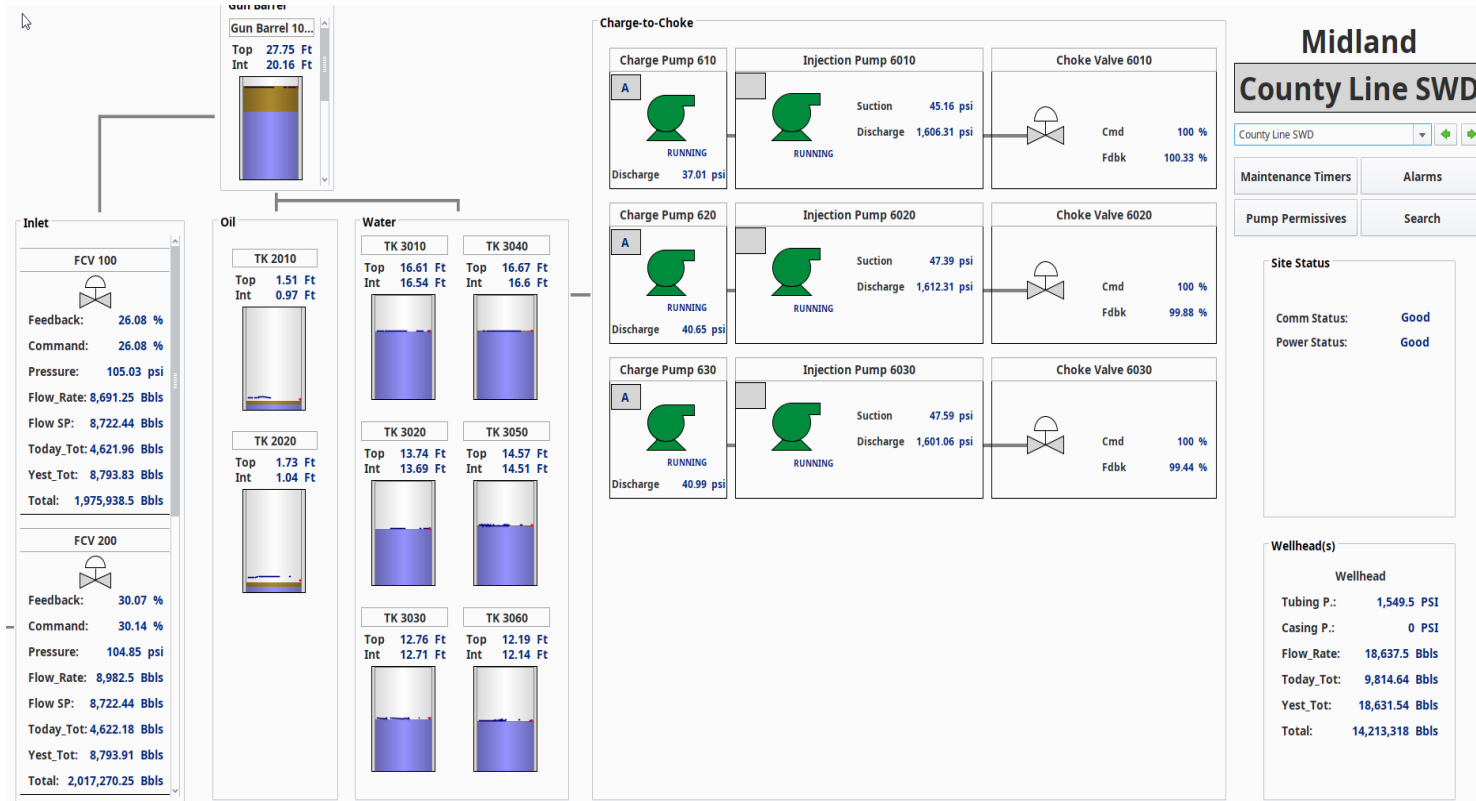 Gun Barrel
Gun Barrel 10...
Top 27.75 Ft
Int 20.16 Ft
Inlet
FCV 100
Feedback: 26.08 %
Command: 26.08 %
Pressure: 105.03 psi
Flow_Rate: 8,691.25 Bbls
Flow SP: 8,722.44 Bbls
Today_Tot: 4,621.96 Bbls
Yest_Tot: 8,793.83 Bbls
Total: 1,975,938.5 Bbls
FCV 200
Feedback: 30.07 %
Command: 30.14 %
Pressure: 104.85 psi
Flow_Rate: 8,982.5 Bbls
Flow SP: 8,722.44 Bbls
Today_Tot: 4,622.18 Bbls
Yest_Tot: 8,793.91 Bbls
Total: 2,017,270.25 Bbls
Oil
TK 2010
Top 1.51 Ft
Int 0.97 Ft
TK 2020
Top 1.73 Ft
Int 1.04 Ft
Water
TK 3010
Top 16.61 Ft
Int 16.54 Ft
TK 3040
Top 16.67 Ft
Int 16.6 Ft
TK 3020
Top 13.74 Ft
Int 13.69 Ft
TK 3050
Top 14.57 Ft
Int 14.51 Ft
TK 3030
Top 12.76 Ft
Int 12.71 Ft
TK 3060
Top 12.19 Ft
Int 12.14 Ft
Charge-to-Choke
Charge Pump 610
A
RUNNING
Discharge 37.01 psi
Injection Pump 6010
Suction 45.16 psi
Discharge 1,606.31 psi
RUNNING
Choke Valve 6010
Cmd 100 %
Fdbk 100.33 %
Charge Pump 620
A
RUNNING
Discharge 40.65 psi
Injection Pump 6020
Suction 47.39 psi
Discharge 1,612.31 psi
RUNNING
Choke Valve 6020
Cmd 100 %
Fdbk 99.88 %
Charge Pump 630
A
RUNNING
Discharge 40.99 psi
Injection Pump 6030
Suction 47.59 psi
Discharge 1,601.06 psi
RUNNING
Choke Valve 6030
Cmd 100 %
Fdbk 99.44 %
Midland
County Line SWD
County Line SWD
Maintenance Timers
Alarms
Pump Permissives
Search
Site Status
Comm Status: Good
Power Status: Good
Wellhead(s)
Wellhead
Tubing P.: 1,549.5 PSI
Casing P.: 0 PSI
Flow_Rate: 18,637.5 Bbls
Today_Tot: 9,814.64 Bbls
Yest_Tot: 18,631.54 Bbls
Total: 14,213,318 Bbls